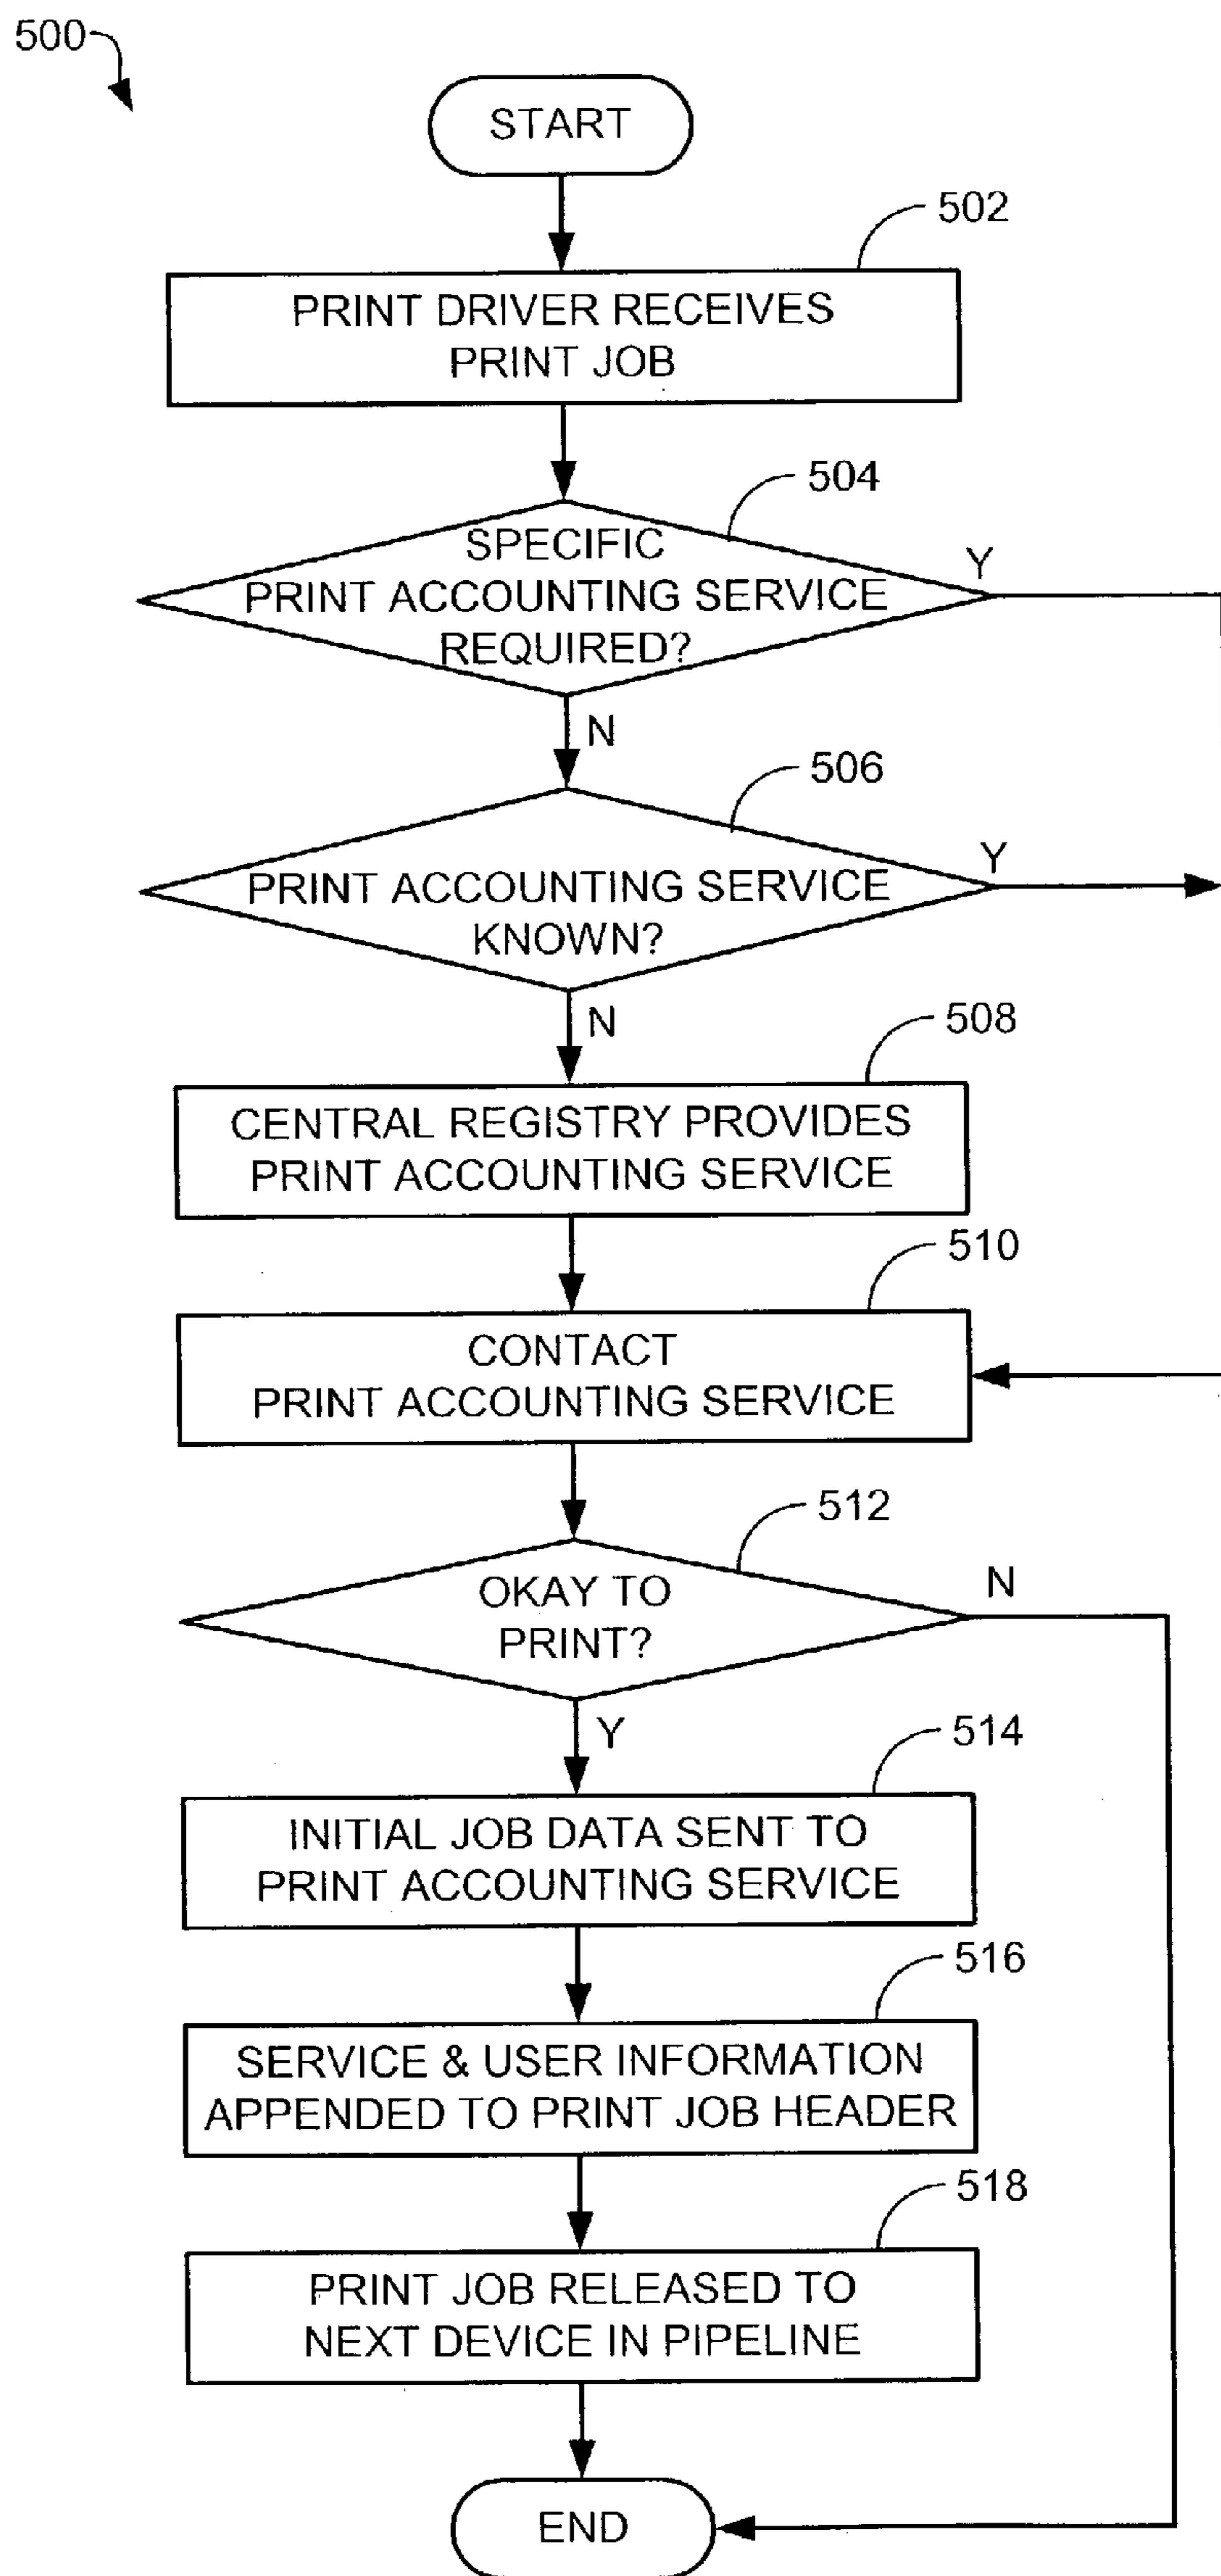 500
START
502
PRINT DRIVER RECEIVES
PRINT JOB
504
SPECIFIC
PRINT ACCOUNTING SERVICE
REQUIRED?
Y
N
506
PRINT ACCOUNTING SERVICE
KNOWN?
Y
N
508
CENTRAL REGISTRY PROVIDES
PRINT ACCOUNTING SERVICE
510
CONTACT
PRINT ACCOUNTING SERVICE
512
OKAY TO
PRINT?
N
Y
514
INITIAL JOB DATA SENT TO
PRINT ACCOUNTING SERVICE
516
SERVICE & USER INFORMATION
APPENDED TO PRINT JOB HEADER
518
PRINT JOB RELEASED TO
NEXT DEVICE IN PIPELINE
END